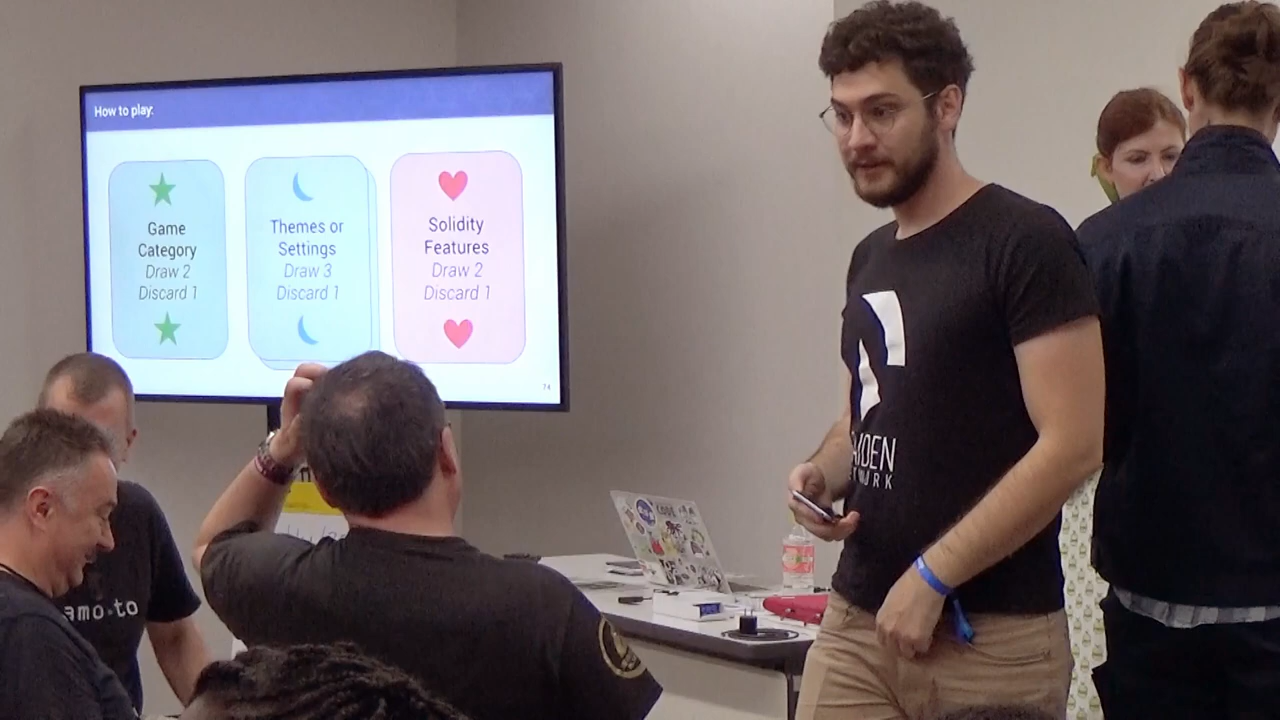 How to play:
Game
Category
Draw 2
Discard 1
Themes or
Settings
Draw 3
Discard 1
Solidity
Features
Draw 2
Discard 1
74
AIDEN
TWORK
amo.to
CODE